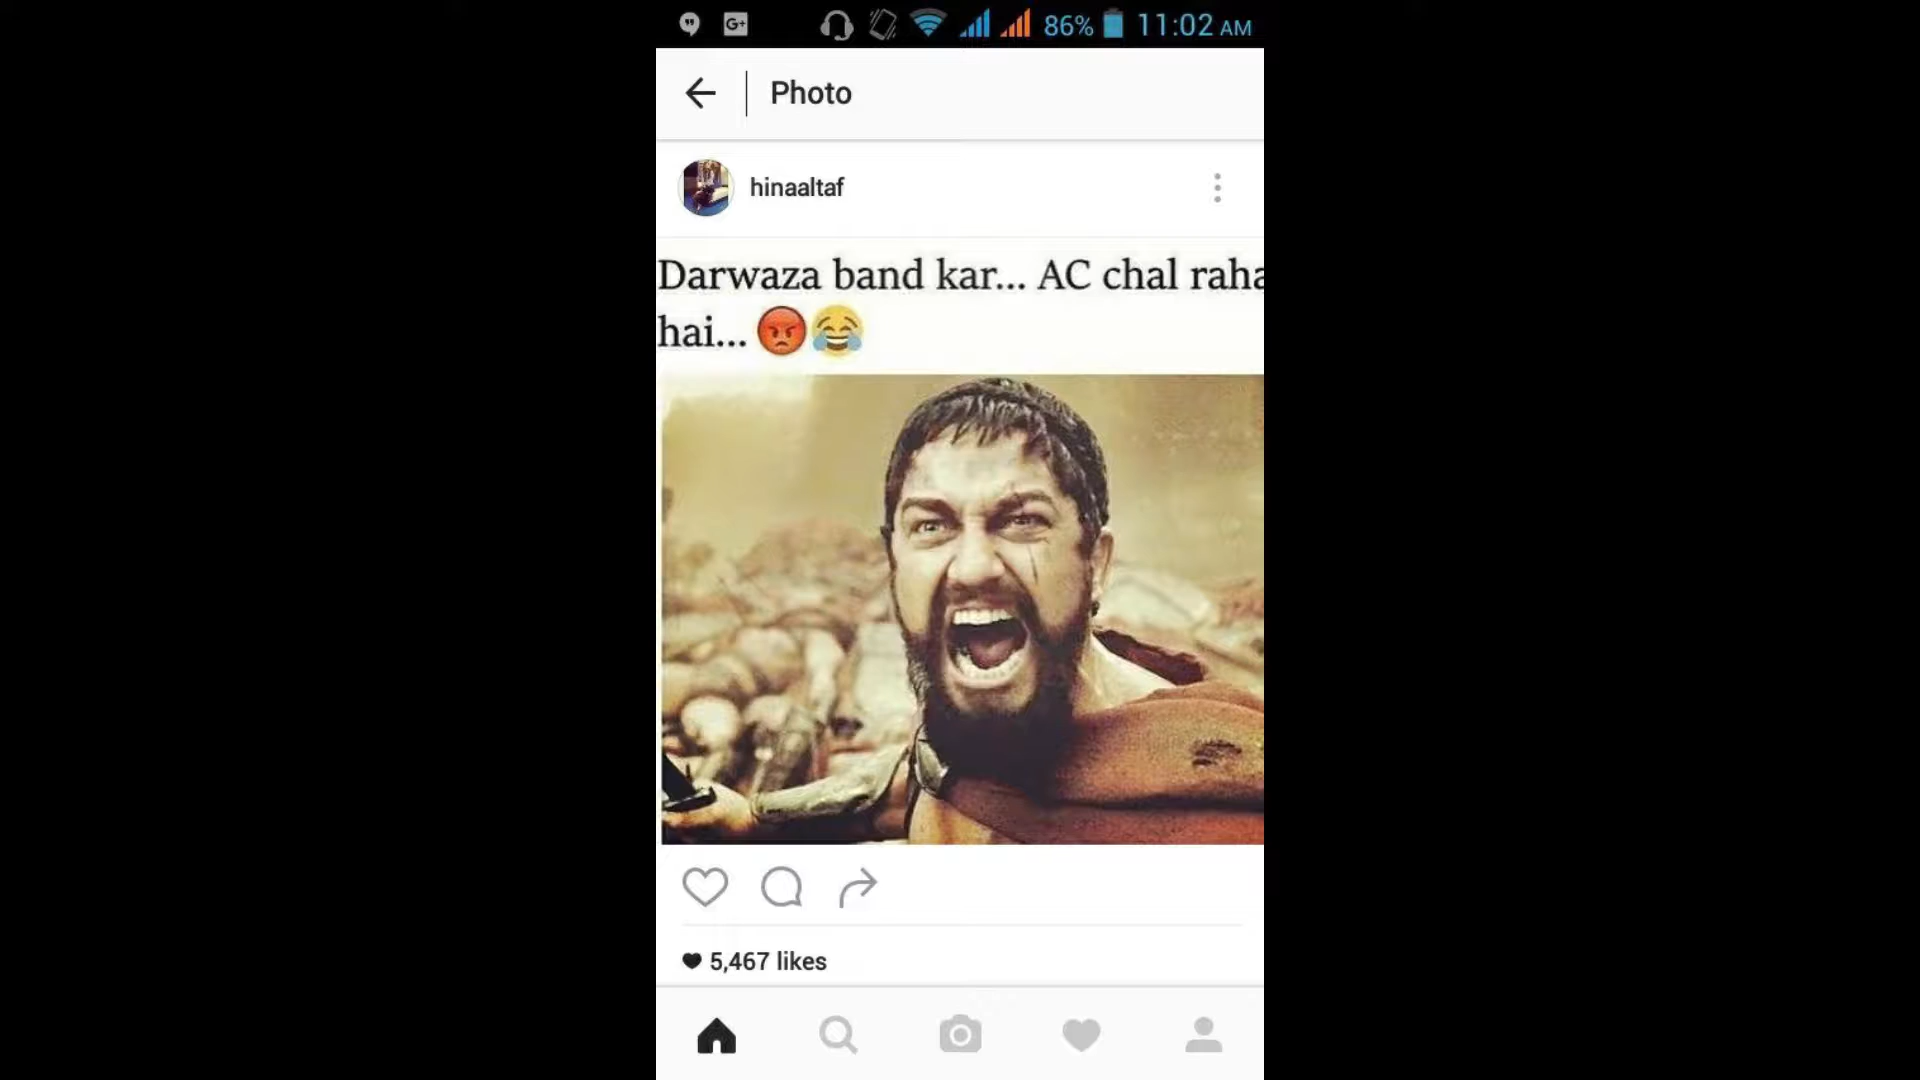 86% 11:02 AM
Photo
hinaaltaf
Darwaza band kar... AC chal raha
hai... 😡😂
5,467 likes